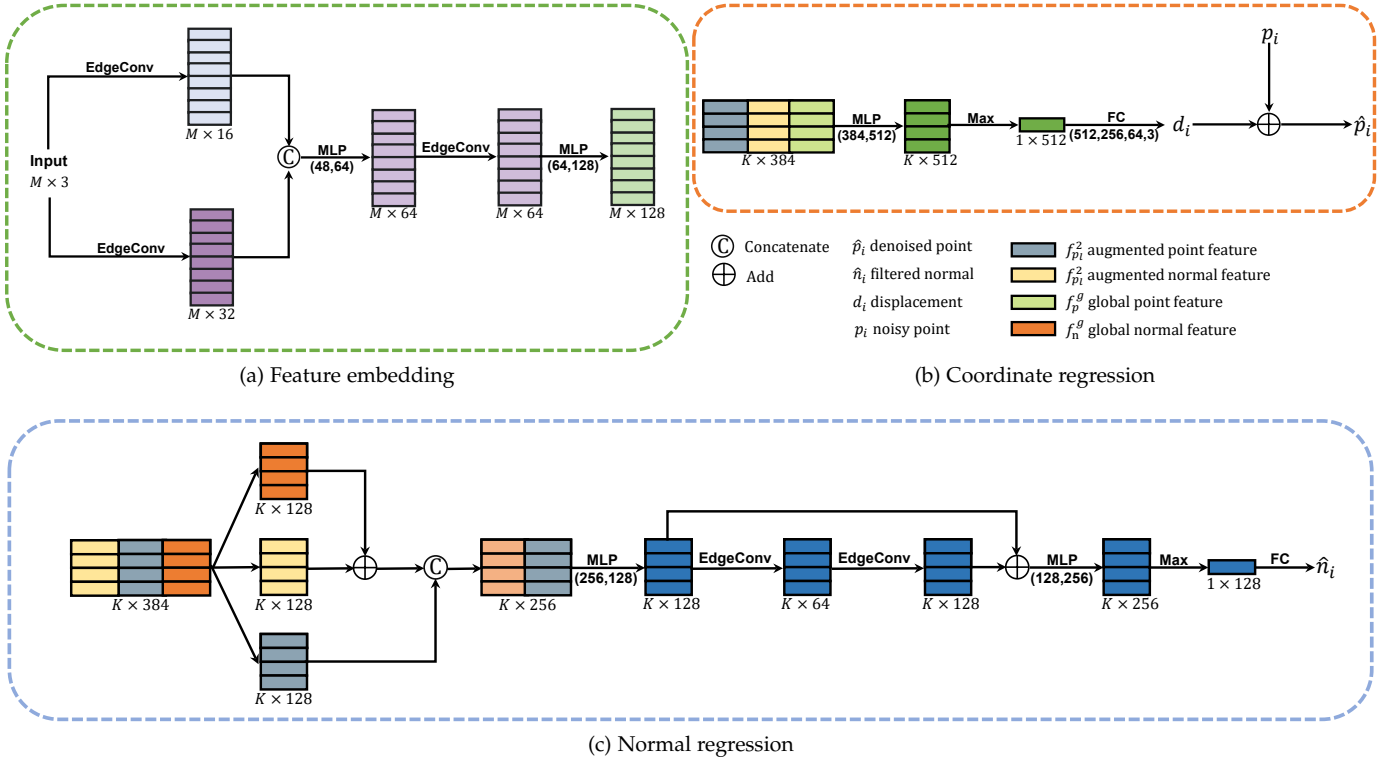 EdgeConv
M × 16
Input
M × 3
EdgeConv
M × 32
C
MLP
(48,64)
M × 64
EdgeConv
M × 64
MLP
(64,128)
M × 128
(a) Feature embedding
K × 384
MLP
(384,512)
K × 512
Max
1 × 512
FC
(512,256,64,3)
d_i
p_i
p̂_i
C Concatenate
Add
p̂_i denoised point
n̂_i filtered normal
d_i displacement
p_i noisy point
f_{p_i}^2 augmented point feature
f_{p_i}^2 augmented normal feature
f_p^g global point feature
f_n^g global normal feature
(b) Coordinate regression
K × 384
K × 128
K × 128
K × 128
C
K × 256
MLP
(256,128)
K × 128
EdgeConv
K × 64
EdgeConv
K × 128
MLP
(128,256)
K × 256
Max
1 × 128
FC
n̂_i
(c) Normal regression